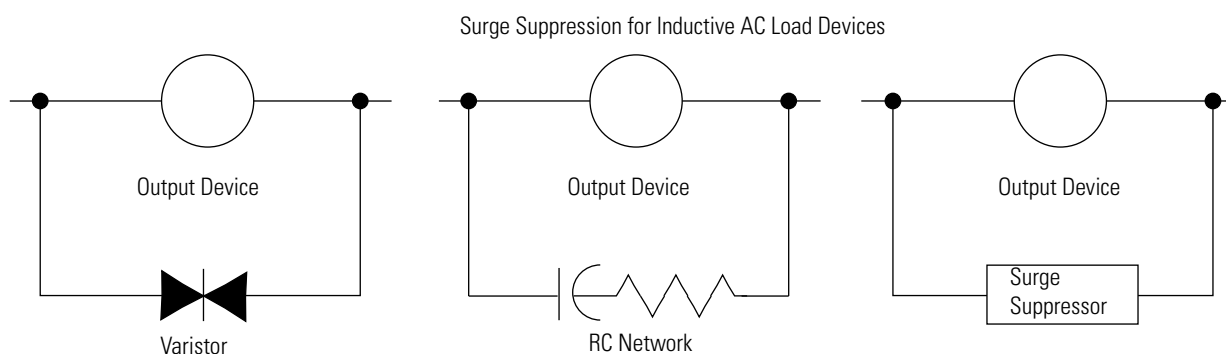 Surge Suppression for Inductive AC Load Devices
Output Device
Output Device
Output Device
Surge
Suppressor
Varistor
RC Network